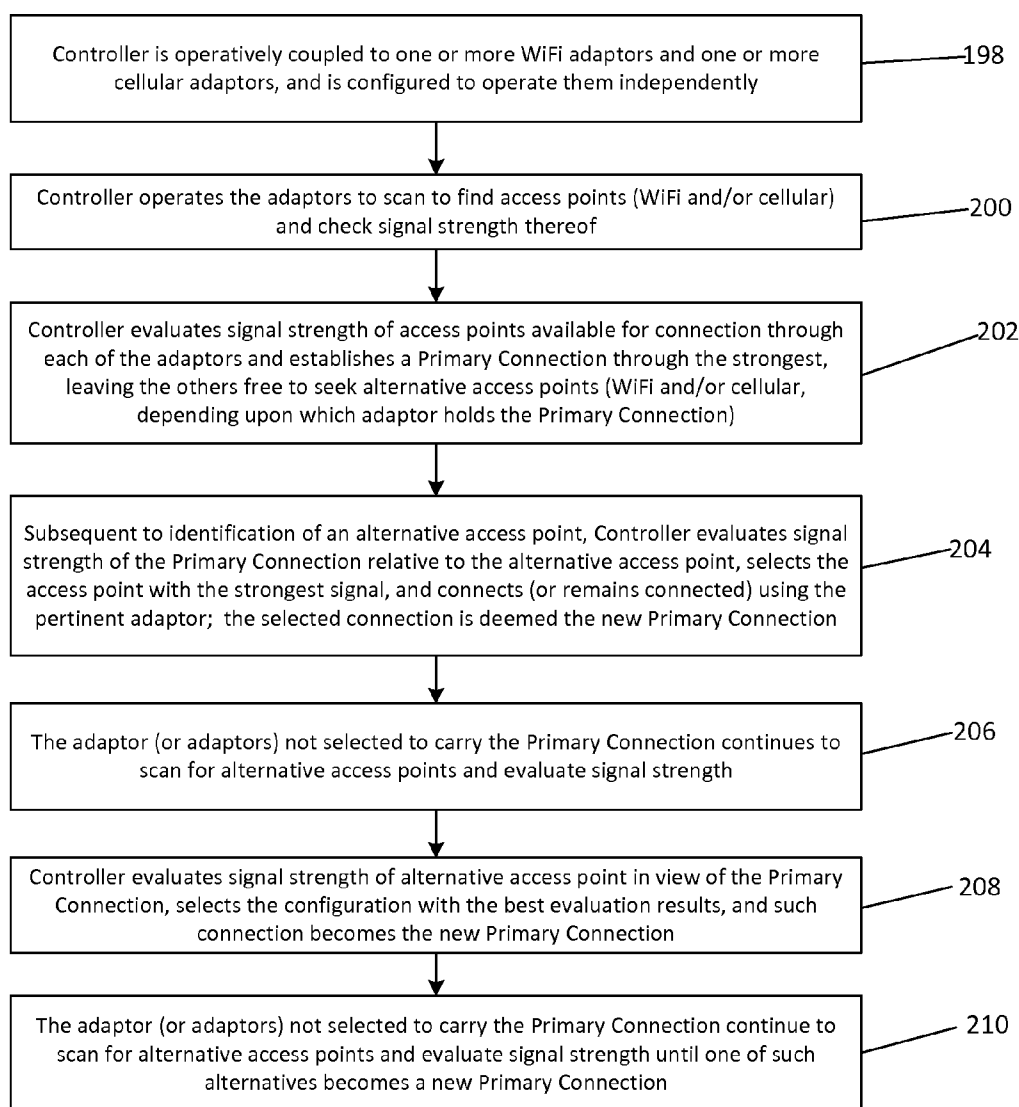 Controller is operatively coupled to one or more WiFi adaptors and one or more
cellular adaptors, and is configured to operate them independently
198
Controller operates the adaptors to scan to find access points (WiFi and/or cellular)
and check signal strength thereof
200
Controller evaluates signal strength of access points available for connection through
each of the adaptors and establishes a Primary Connection through the strongest,
leaving the others free to seek alternative access points (WiFi and/or cellular,
depending upon which adaptor holds the Primary Connection)
202
Subsequent to identification of an alternative access point, Controller evaluates signal
strength of the Primary Connection relative to the alternative access point, selects the
access point with the strongest signal, and connects (or remains connected) using the
pertinent adaptor; the selected connection is deemed the new Primary Connection
204
The adaptor (or adaptors) not selected to carry the Primary Connection continues to
scan for alternative access points and evaluate signal strength
206
Controller evaluates signal strength of alternative access point in view of the Primary
Connection, selects the configuration with the best evaluation results, and such
connection becomes the new Primary Connection
208
The adaptor (or adaptors) not selected to carry the Primary Connection continue to
scan for alternative access points and evaluate signal strength until one of such
alternatives becomes a new Primary Connection
210